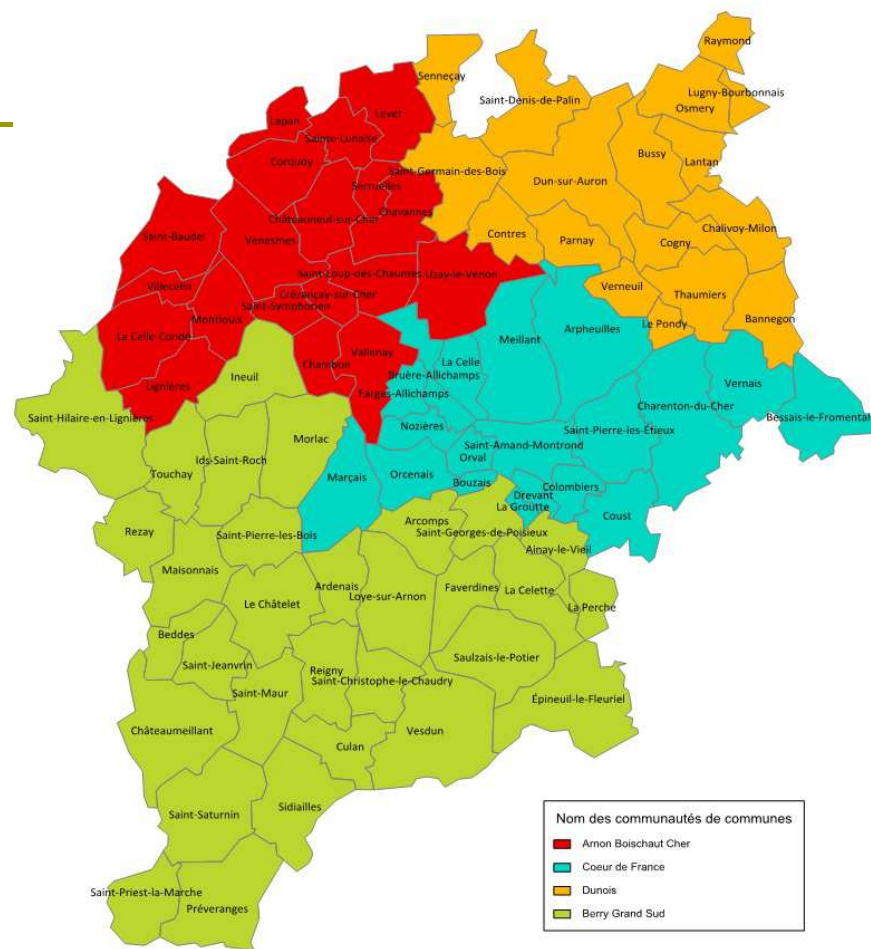 Raymond
Senneçay
Lugny-Bourbonnais
Saint-Denis-de-Palin
Osmery
Levet
Lapan
Sainte-Lunaise
Bussy
Lantan
Corquoy
Saint-Germain-des-Bois
Dun-sur-Auron
Serruelles
Chavannes
Châteauneuf-sur-Cher
Chalivoy-Milon
Saint-Baudel
Venesmes
Contres
Parnay
Cogny
Saint-Loup-des-Chaumes
Uzay-le-Venon
Verneuil
Villecelin
Crézançay-sur-Cher
Thaumiers
Saint-Symphorien
Montlouis
Bannegon
La Celle-Condé
Le Pondy
Arpheuilles
Meillant
Vallenay
La Celle
Chambon
Bruère-Allichamps
Ineuil
Lignières
Vernais
Farges-Allichamps
Charenton-du-Cher
Saint-Hilaire-en-Lignières
Morlac
Bessais-le-Fromental
Nozières
Saint-Pierre-les-Étieux
Saint-Amand-Montrond
Ids-Saint-Roch
Orval
Touchay
Marçais
Orcenais
Bouzais
Colombiers
Drevant
La Groutte
Coust
Arcomps
Rezay
Saint-Pierre-les-Bois
Saint-Georges-de-Poisieux
Ainay-le-Vieil
Maisonnais
Ardenais
Faverdines
La Celette
Le Châtelet
Loye-sur-Arnon
La Perche
Beddes
Saulzais-le-Potier
Saint-Jeanvrin
Reigny
Saint-Christophe-le-Chaudry
Saint-Maur
Épineuil-le-Fleuriel
Châteaumeillant
Vesdun
Culan
Sidiailles
Saint-Saturnin
Nom des communautés de communes
Arnon Boischaut Cher
Coeur de France
Dunois
Berry Grand Sud
Saint-Priest-la-Marche
Préveranges